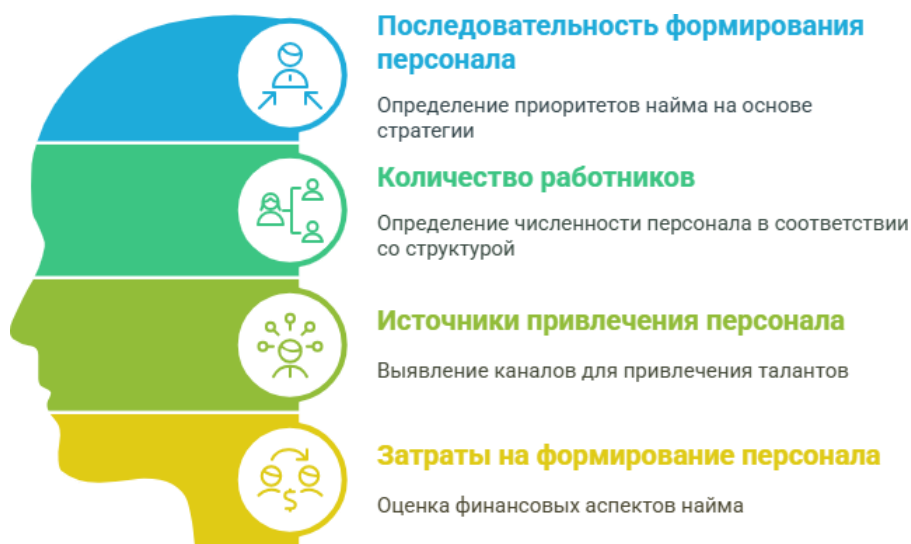 Последовательность формирования
персонала
Определение приоритетов найма на основе
стратегии
Количество работников
Определение численности персонала в соответствии
со структурой
Источники привлечения персонала
Выявление каналов для привлечения талантов
Затраты на формирование персонала
Оценка финансовых аспектов найма